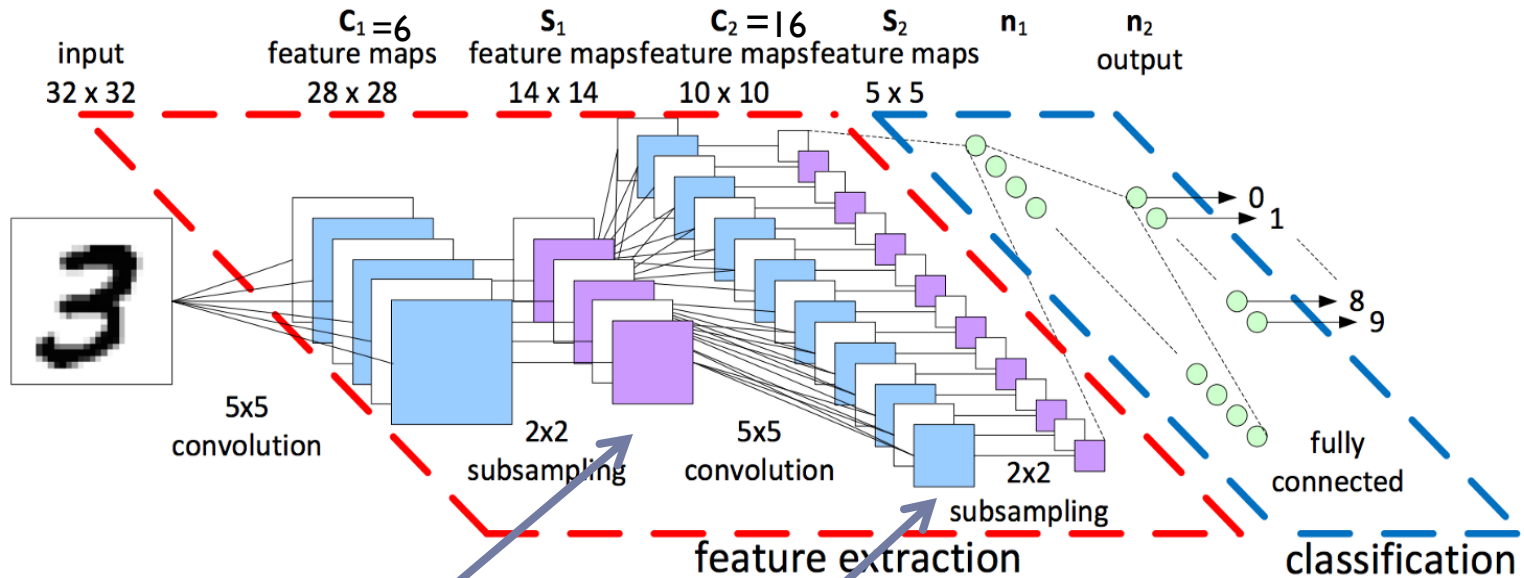 C₁ =6
S₁
C₂ =16
S₂
n₁
n₂
input
feature maps
feature maps
feature maps
feature maps
output
32 x 32
28 x 28
14 x 14
10 x 10
5 x 5
0
1
3
8
9
5x5
convolution
2x2
subsampling
5x5
convolution
2x2
subsampling
fully
connected
feature extraction
classification